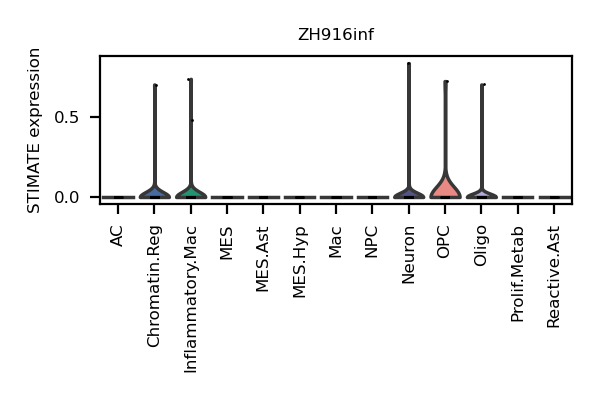 ZH916inf
STIMATE expression
0.5
0.0
AC
Chromatin.Reg
Inflammatory.Mac
MES
MES.Ast
MES.Hyp
Mac
NPC
Neuron
OPC
Oligo
Prolif.Metab
Reactive.Ast